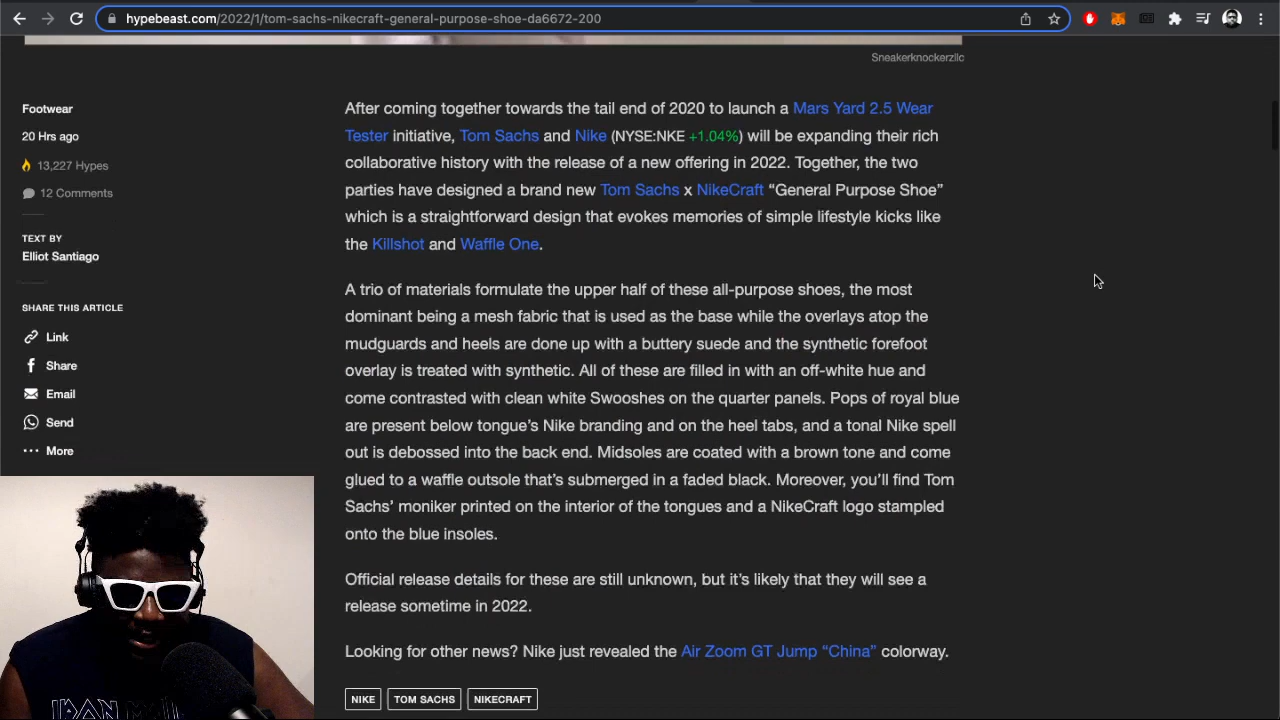 hypebeast.com/2022/1/tom-sachs-nikecraft-general-purpose-shoe-da6672-200
Sneakerknockerzllc
Footwear
20 Hrs ago
13,227 Hypes
12 Comments
TEXT BY
Elliot Santiago
SHARE THIS ARTICLE
Link
Share
Email
Send
More
After coming together towards the tail end of 2020 to launch a Mars Yard 2.5 Wear
Tester initiative, Tom Sachs and Nike (NYSE:NKE +1.04%) will be expanding their rich
collaborative history with the release of a new offering in 2022. Together, the two
parties have designed a brand new Tom Sachs x NikeCraft “General Purpose Shoe”
which is a straightforward design that evokes memories of simple lifestyle kicks like
the Killshot and Waffle One.
A trio of materials formulate the upper half of these all-purpose shoes, the most
dominant being a mesh fabric that is used as the base while the overlays atop the
mudguards and heels are done up with a buttery suede and the synthetic forefoot
overlay is treated with synthetic. All of these are filled in with an off-white hue and
come contrasted with clean white Swooshes on the quarter panels. Pops of royal blue
are present below tongue’s Nike branding and on the heel tabs, and a tonal Nike spell
out is debossed into the back end. Midsoles are coated with a brown tone and come
glued to a waffle outsole that’s submerged in a faded black. Moreover, you’ll find Tom
Sachs’ moniker printed on the interior of the tongues and a NikeCraft logo stampled
onto the blue insoles.
Official release details for these are still unknown, but it’s likely that they will see a
release sometime in 2022.
Looking for other news? Nike just revealed the Air Zoom GT Jump “China” colorway.
NIKE
TOM SACHS
NIKECRAFT
IRON